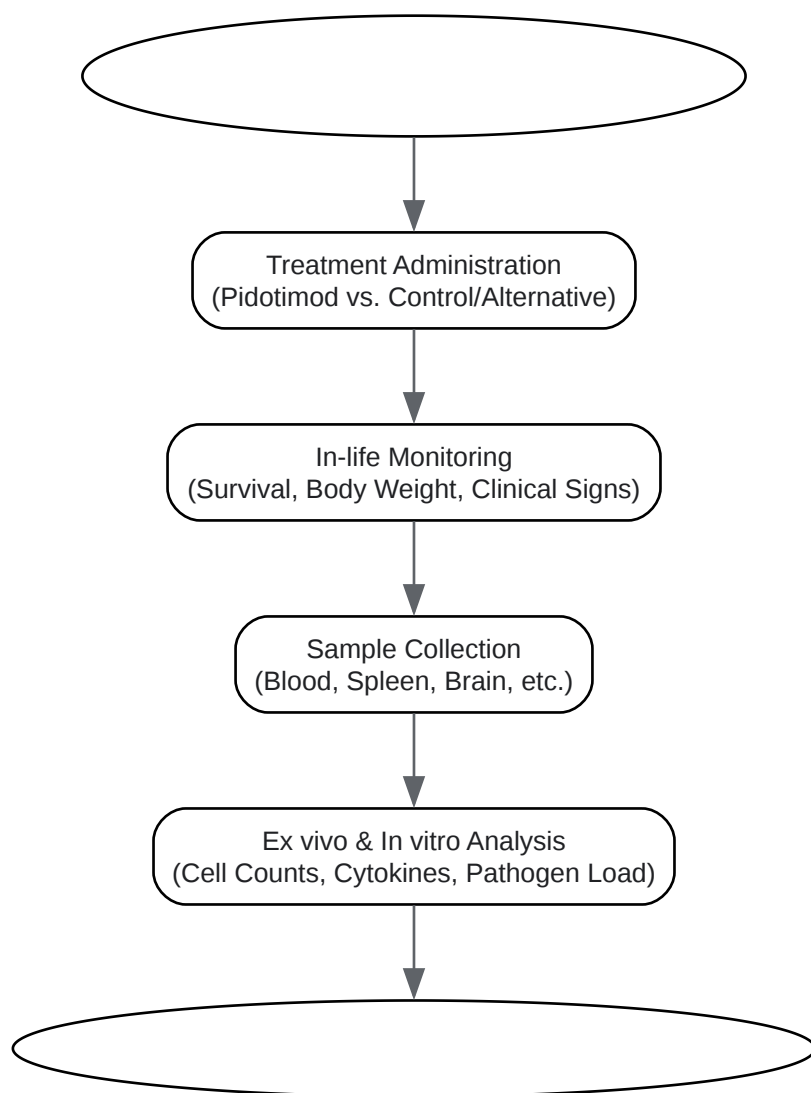 Treatment Administration
(Pidotimod vs. Control/Alternative)
In-life Monitoring
(Survival, Body Weight, Clinical Signs)
Sample Collection
(Blood, Spleen, Brain, etc.)
Ex vivo & In vitro Analysis
(Cell Counts, Cytokines, Pathogen Load)